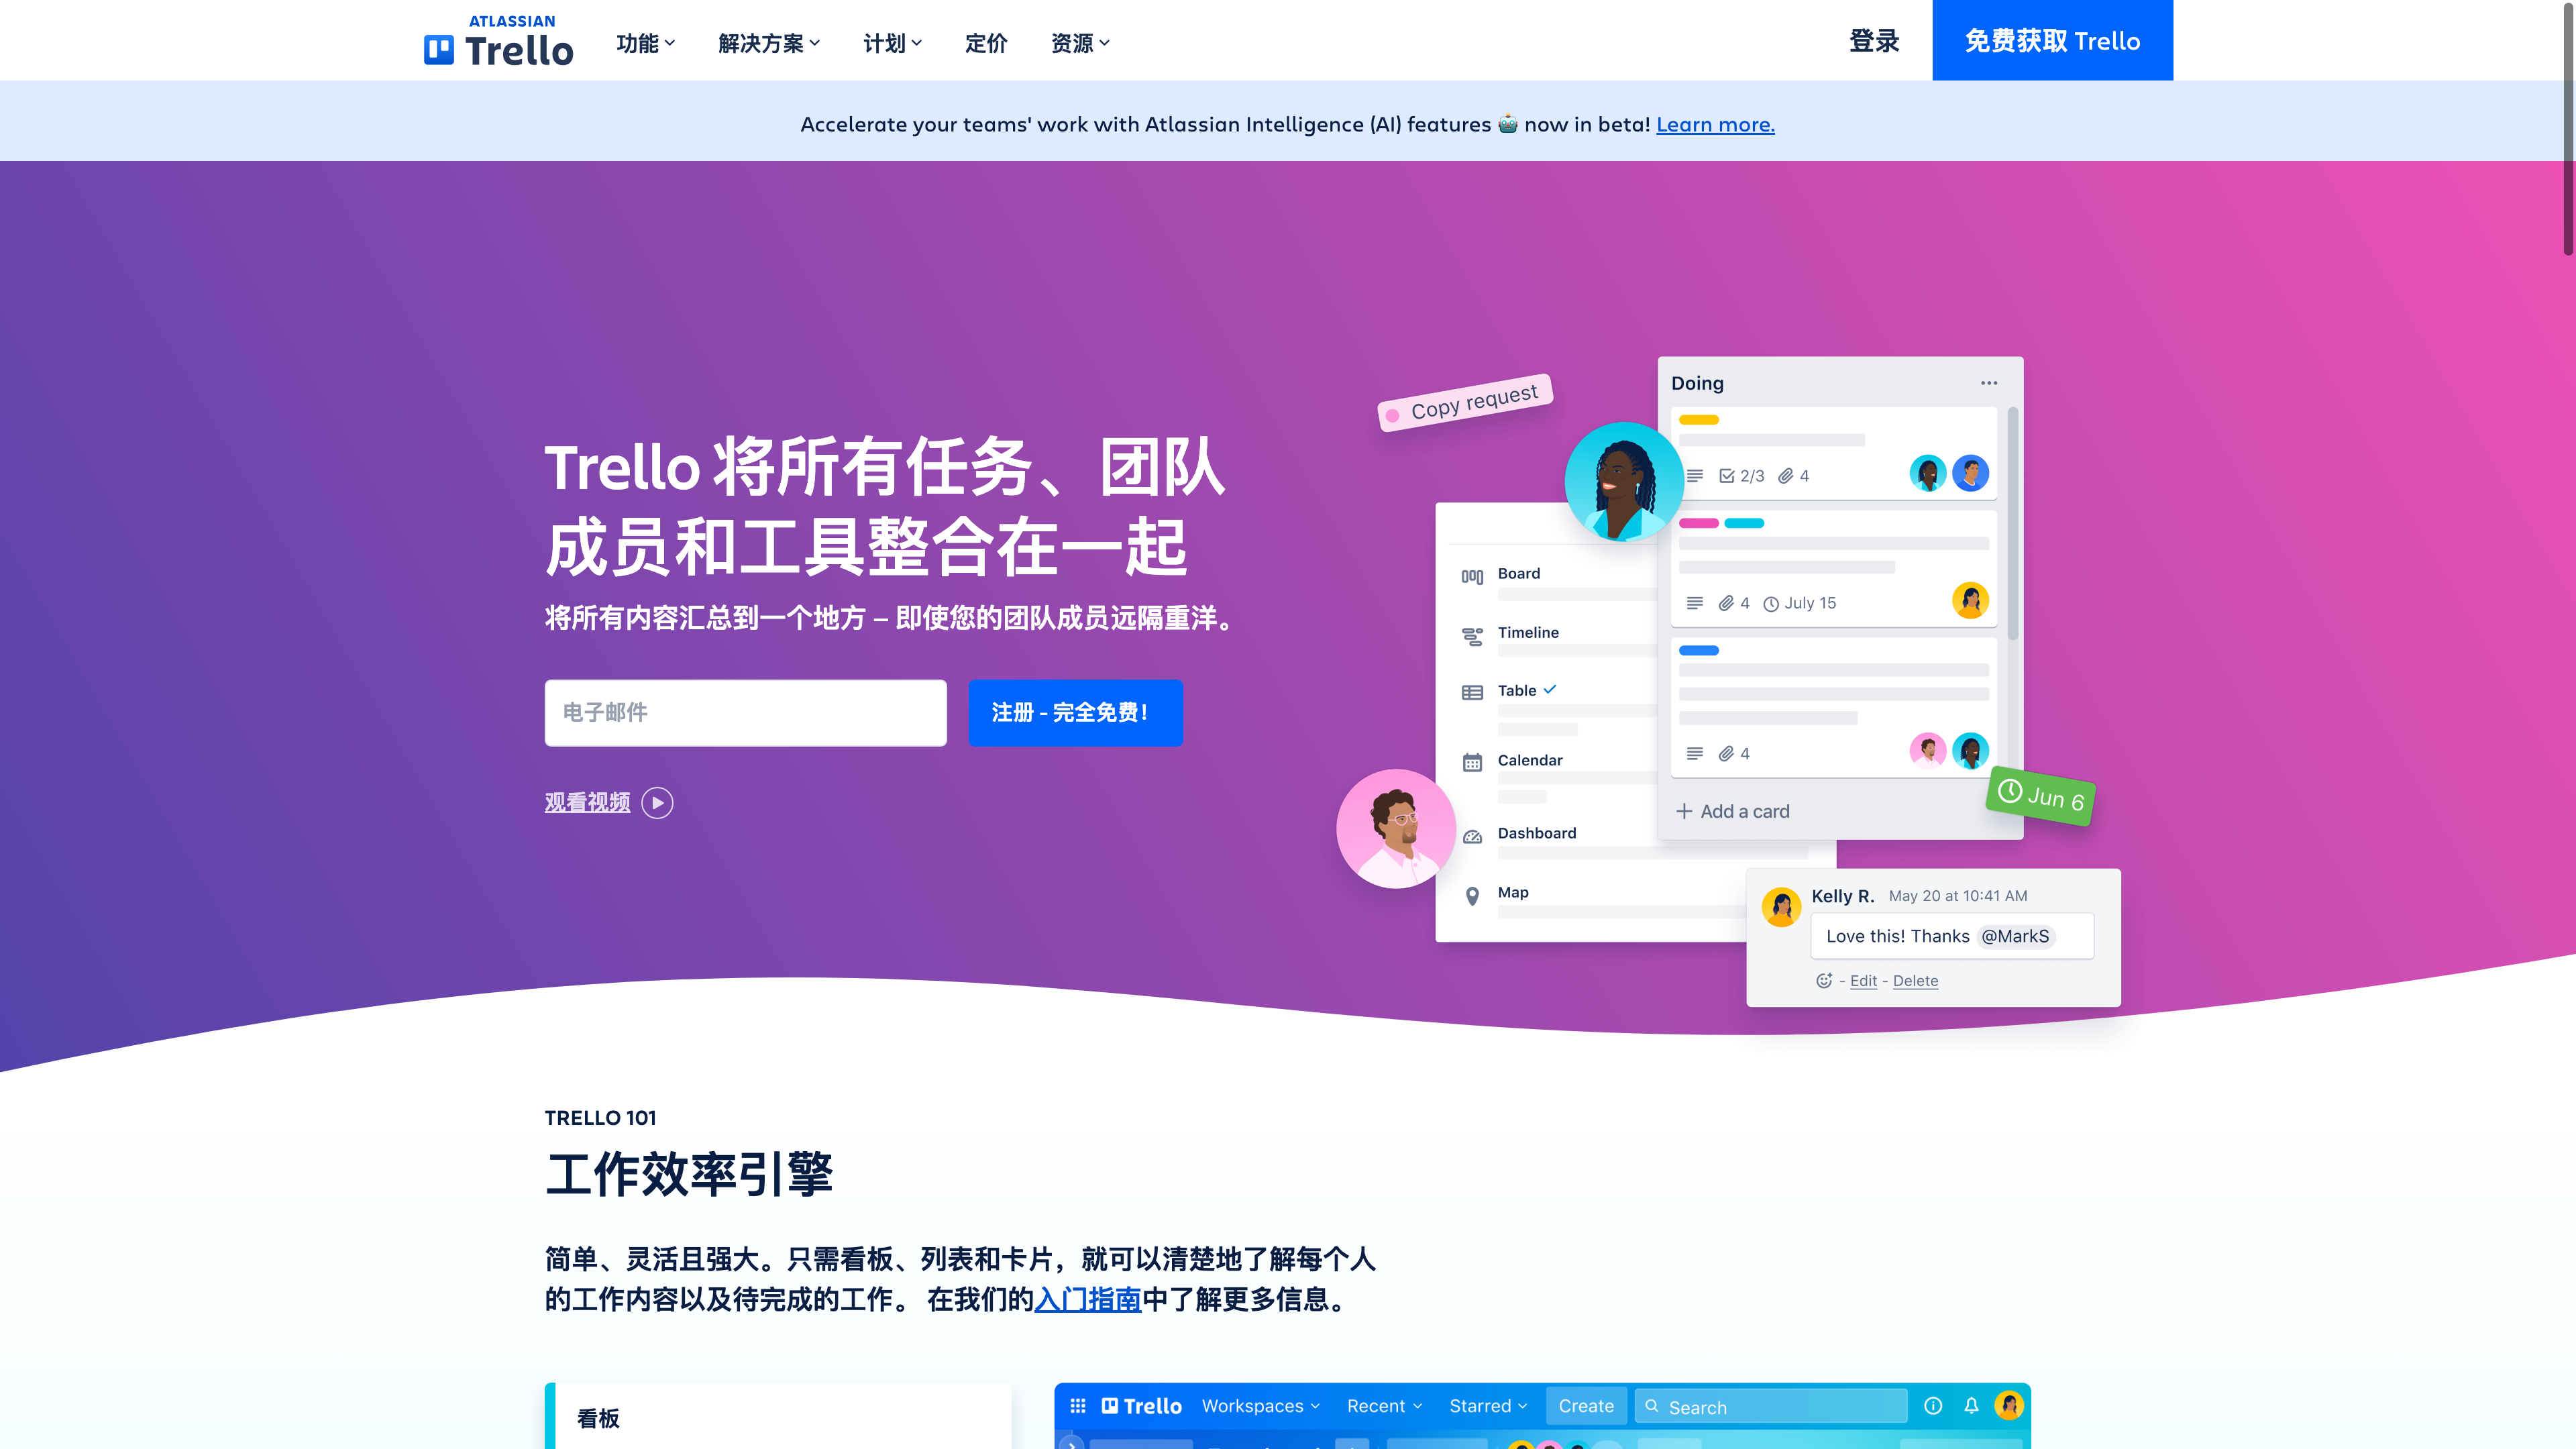 ATLASSIAN
Trello
功能
解决方案
计划
定价
资源
登录
免费获取 Trello
Accelerate your teams' work with Atlassian Intelligence (AI) features 🤖 now in beta! Learn more.
Trello 将所有任务、团队
成员和工具整合在一起
将所有内容汇总到一个地方 – 即使您的团队成员远隔重洋。
电子邮件
注册 - 完全免费！
观看视频
Copy request
Doing
2/3
4
4
July 15
4
Add a card
Board
Timeline
Table
Calendar
Dashboard
Map
Jun 6
Kelly R. May 20 at 10:41 AM
Love this! Thanks @MarkS
- Edit - Delete
TRELLO 101
工作效率引擎
简单、灵活且强大。只需看板、列表和卡片，就可以清楚地了解每个人
的工作内容以及待完成的工作。 在我们的入门指南中了解更多信息。
看板
Trello
Workspaces
Recent
Starred
Create
Search